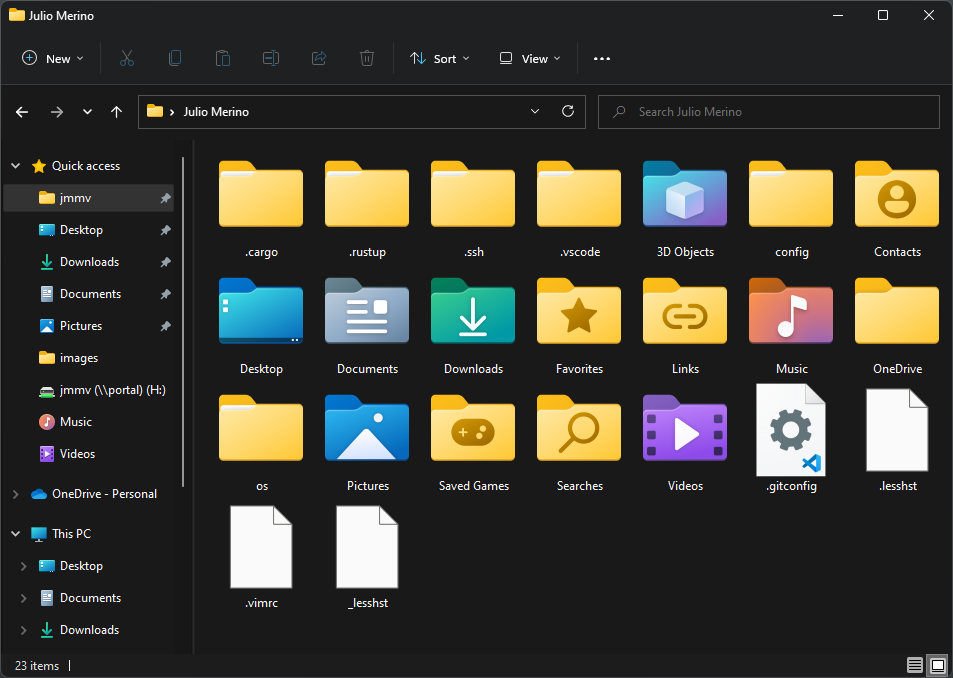 Julio Merino
New
Sort
View
Julio Merino
Search Julio Merino
Quick access
jmmv
Desktop
Downloads
Documents
Pictures
images
jmmv (\\portal) (H:)
Music
Videos
OneDrive - Personal
This PC
Desktop
Documents
Downloads
.cargo .rustup .ssh .vscode 3D Objects config Contacts
Desktop Documents Downloads Favorites Links Music OneDrive
os Pictures Saved Games Searches Videos .gitconfig .lesshst
.vimrc _lesshst
23 items